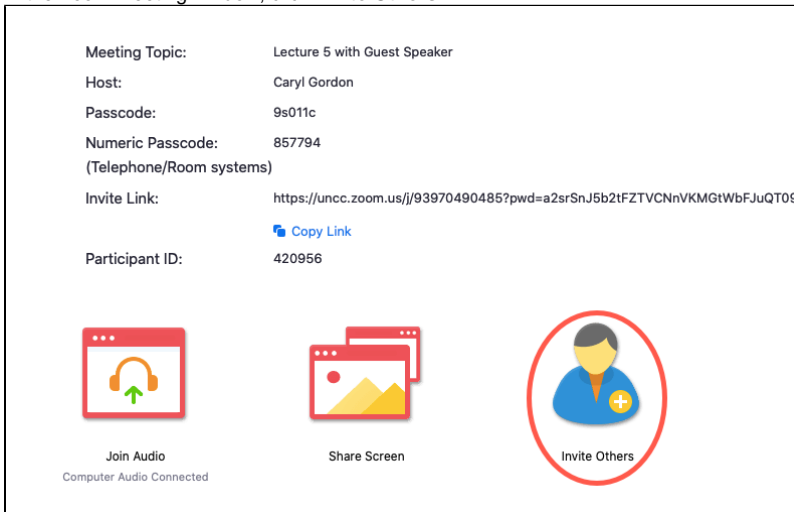 Meeting Topic: Lecture 5 with Guest Speaker
Host: Caryl Gordon
Passcode: 9s011c
Numeric Passcode: 857794
(Telephone/Room systems)
Invite Link: https://uncc.zoom.us/j/93970490485?pwd=a2srSnJ5b2tFZTVCNnVKMGtWbFJuQT09
Copy Link
Participant ID: 420956
Join Audio Share Screen Invite Others
Computer Audio Connected